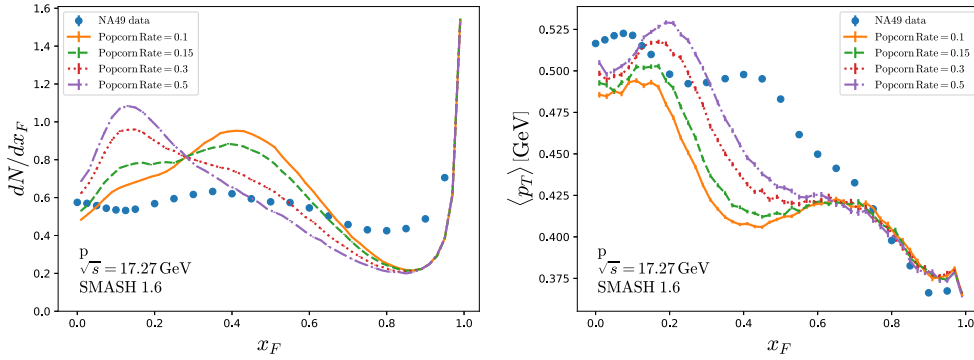 1.6
1.4
1.2
1.0
0.8
0.6
0.4
0.2
0.0
dN/dx_F
NA49 data
Popcorn Rate = 0.1
Popcorn Rate = 0.15
Popcorn Rate = 0.3
Popcorn Rate = 0.5
p
√s = 17.27 GeV
SMASH 1.6
0.0 0.2 0.4 0.6 0.8 1.0
x_F
0.525
0.500
0.475
0.450
0.425
0.400
0.375
⟨p_T⟩ [GeV]
NA49 data
Popcorn Rate = 0.1
Popcorn Rate = 0.15
Popcorn Rate = 0.3
Popcorn Rate = 0.5
p
√s = 17.27 GeV
SMASH 1.6
0.0 0.2 0.4 0.6 0.8 1.0
x_F